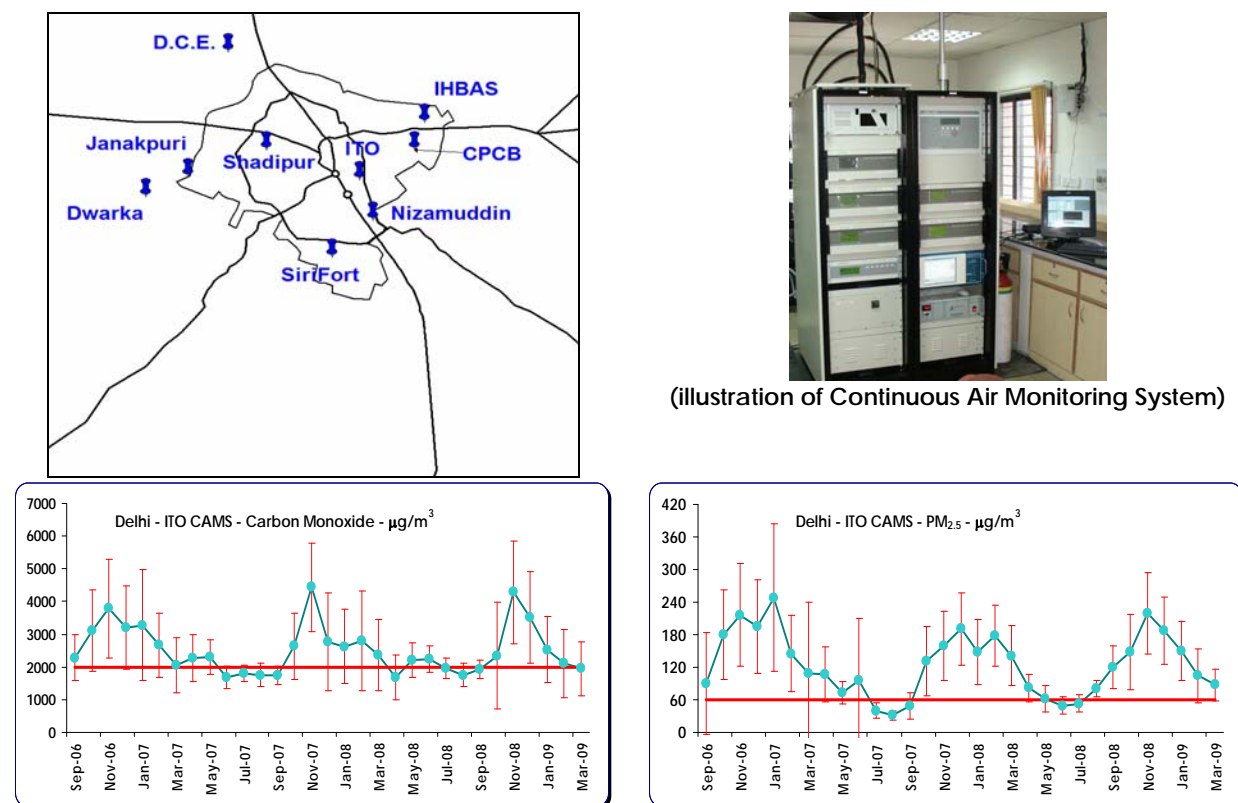 D.C.E.
IHBAS
Janakpuri
Shadipur
ITO
CPCB
Dwarka
Nizamuddin
SiriFort
(illustration of Continuous Air Monitoring System)
Delhi - ITO CAMS - Carbon Monoxide - μg/m³
7000
6000
5000
4000
3000
2000
1000
0
Sep-06
Nov-06
Jan-07
Mar-07
May-07
Jul-07
Sep-07
Nov-07
Jan-08
Mar-08
May-08
Jul-08
Sep-08
Nov-08
Jan-09
Mar-09
Delhi - ITO CAMS - PM₂.₅ - μg/m³
420
360
300
240
180
120
60
0
Sep-06
Nov-06
Jan-07
Mar-07
May-07
Jul-07
Sep-07
Nov-07
Jan-08
Mar-08
May-08
Jul-08
Sep-08
Nov-08
Jan-09
Mar-09